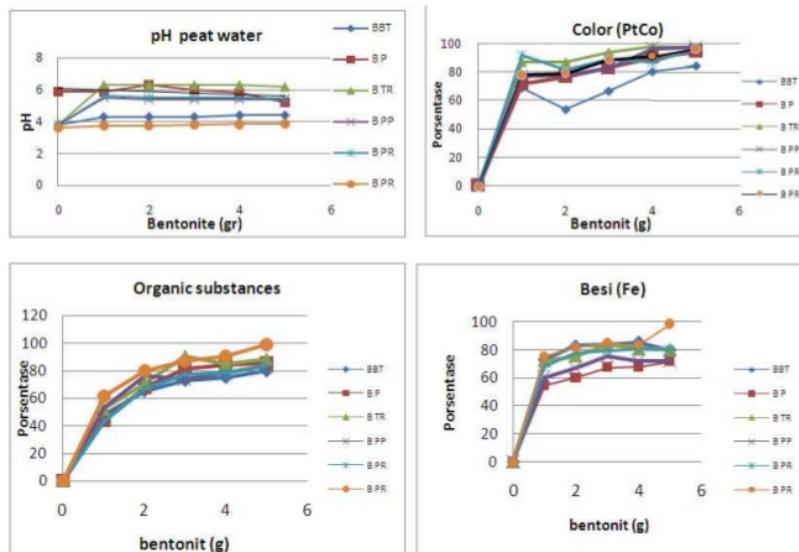 pH peat water
8
6
4
2
0
pH
0 2 4 6
Bentonite (gr)
BBT
B P
B TR
B PP
B PR
B PR
Color (PtCo)
100
80
60
40
20
0
Porsentase
0 2 4 6
Bentonit (g)
BBT
B P
B TR
B PP
B PR
B PR
Organic substances
120
100
80
60
40
20
0
Porsentase
0 2 4 6
bentonit (g)
BBT
B P
B TR
B PP
B PR
B PR
Besi (Fe)
100
80
60
40
20
0
Porsentase
0 2 4 6
bentonit (g)
BBT
B P
B TR
B PP
B PR
B PR